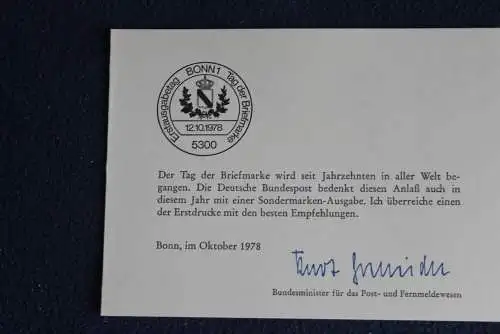 Erstausgabetag BONN 1 Tag der Briefmarke
12.10.1978
5300
Der Tag der Briefmarke wird seit Jahrzehnten in aller Welt be-
gangen. Die Deutsche Bundespost bedenkt diesen Anlaß auch in
diesem Jahr mit einer Sondermarken-Ausgabe. Ich überreiche einen
der Erstdrucke mit den besten Empfehlungen.
Bonn, im Oktober 1978
Bundesminister für das Post- und Fernmeldewesen